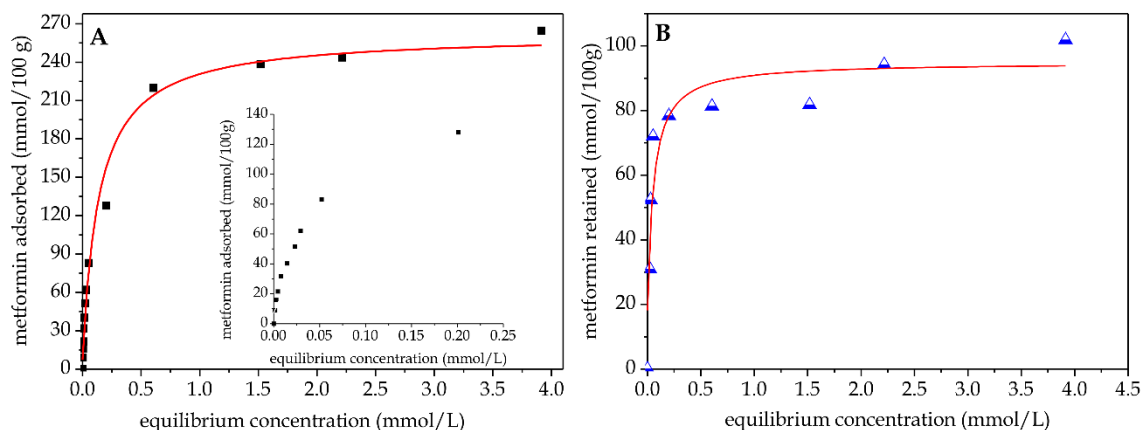 A
metformin adsorbed (mmol/100 g)
270
240
210
180
150
120
90
60
30
0
0.0 0.5 1.0 1.5 2.0 2.5 3.0 3.5 4.0
equilibrium concentration (mmol/L)
metformin adsorbed (mmol/100g)
140
120
100
80
60
40
20
0
0.00 0.05 0.10 0.15 0.20 0.25
equilibrium concentration (mmol/L)
B
metformin retained (mmol/100g)
100
80
60
40
20
0
0.0 0.5 1.0 1.5 2.0 2.5 3.0 3.5 4.0 4.5
equilibrium concentration (mmol/L)